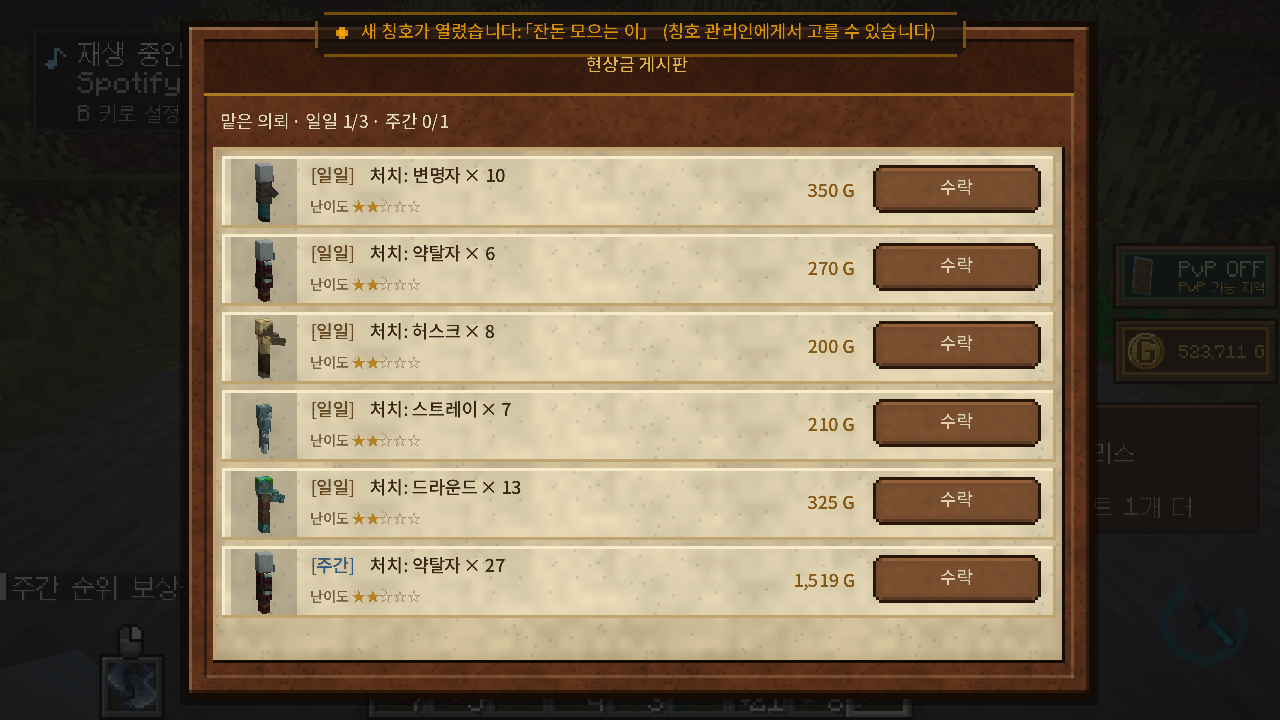 새 칭호가 열렸습니다: 「잔돈 모으는 이」 (칭호 관리인에게서 고를 수 있습니다)
현상금 게시판
재생 중인
Spotify
B 키로 설정
맡은 의뢰 · 일일 1/3 · 주간 0/1
[일일] 처치: 변명자 × 10
난이도 ★★☆☆☆
350 G
수락
[일일] 처치: 약탈자 × 6
난이도 ★★☆☆☆
270 G
수락
[일일] 처치: 허스크 × 8
난이도 ★★☆☆☆
200 G
수락
[일일] 처치: 스트레이 × 7
난이도 ★★☆☆☆
210 G
수락
[일일] 처치: 드라운드 × 13
난이도 ★★☆☆☆
325 G
수락
[주간] 처치: 약탈자 × 27
난이도 ★★☆☆☆
1,519 G
수락
PvP OFF
PvP 가능 지역
523,711 G
리스
트 1개 더
주간 순위 보상